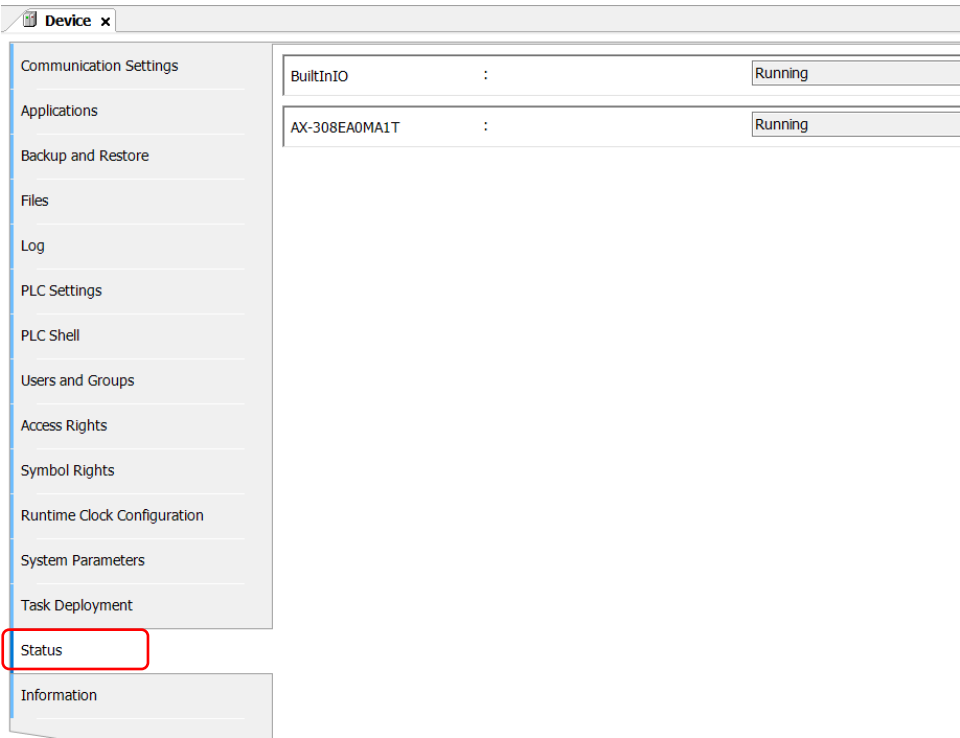 Device x
Communication Settings
BuiltInIO : Running
Applications
AX-308EA0MA1T : Running
Backup and Restore
Files
Log
PLC Settings
PLC Shell
Users and Groups
Access Rights
Symbol Rights
Runtime Clock Configuration
System Parameters
Task Deployment
Status
Information